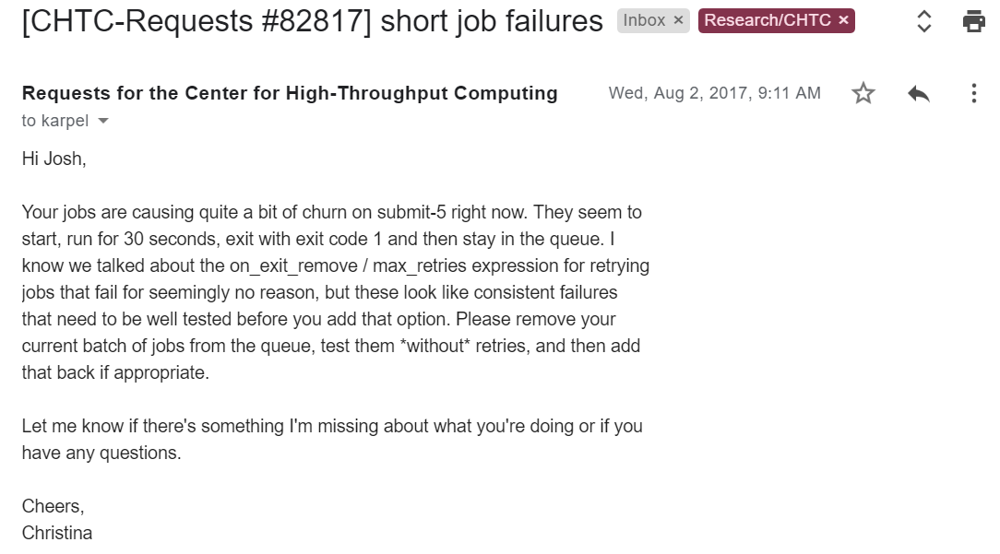 [CHTC-Requests #82817] short job failures Inbox × Research/CHTC ×
Requests for the Center for High-Throughput Computing Wed, Aug 2, 2017, 9:11 AM
to karpel
Hi Josh,
Your jobs are causing quite a bit of churn on submit-5 right now. They seem to
start, run for 30 seconds, exit with exit code 1 and then stay in the queue. I
know we talked about the on_exit_remove / max_retries expression for retrying
jobs that fail for seemingly no reason, but these look like consistent failures
that need to be well tested before you add that option. Please remove your
current batch of jobs from the queue, test them *without* retries, and then add
that back if appropriate.
Let me know if there's something I'm missing about what you're doing or if you
have any questions.
Cheers,
Christina